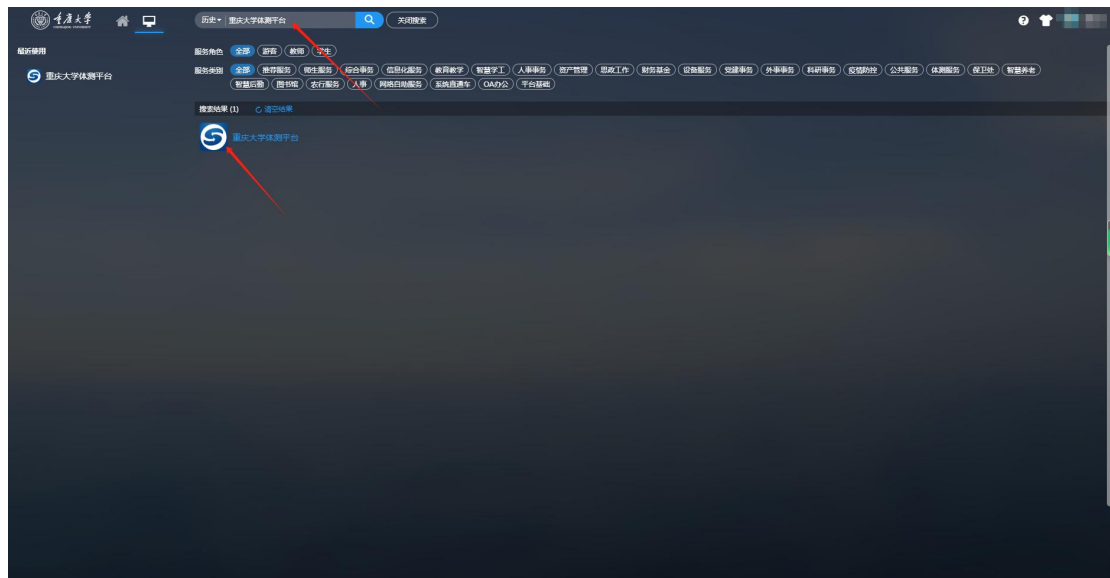 重庆大学
CHONGQING UNIVERSITY
历史 重庆大学体测平台 关闭搜索
最近使用
重庆大学体测平台
服务角色 全部 游客 教师 学生
服务类别 全部 推荐服务 师生服务 综合事务 信息化服务 教育教学 智慧学工 人事事务 资产管理 思政工作 财务基金 设备服务 党建事务 外事事务 科研事务 疫情防控 公共服务 体测服务 保卫处 智慧养老
智慧后勤 图书馆 农行服务 人事 网络自助服务 系统直通车 OA办公 平台基础
搜索结果 (1) 清空结果
重庆大学体测平台